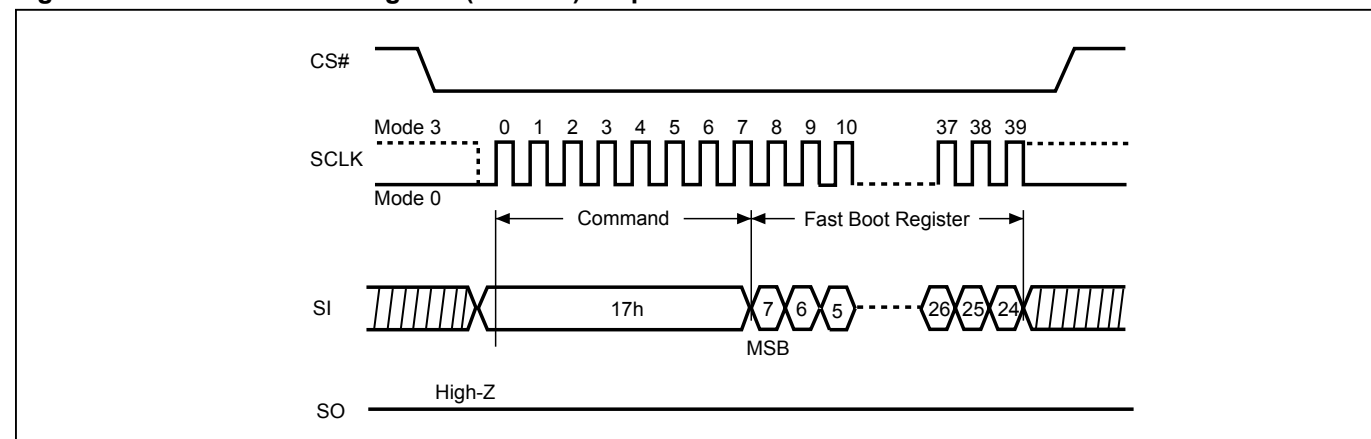 CS#
Mode 3
0 1 2 3 4 5 6 7 8 9 10 37 38 39
SCLK
Mode 0
Command Fast Boot Register
SI 17h 7 6 5 26 25 24
MSB
High-Z
SO